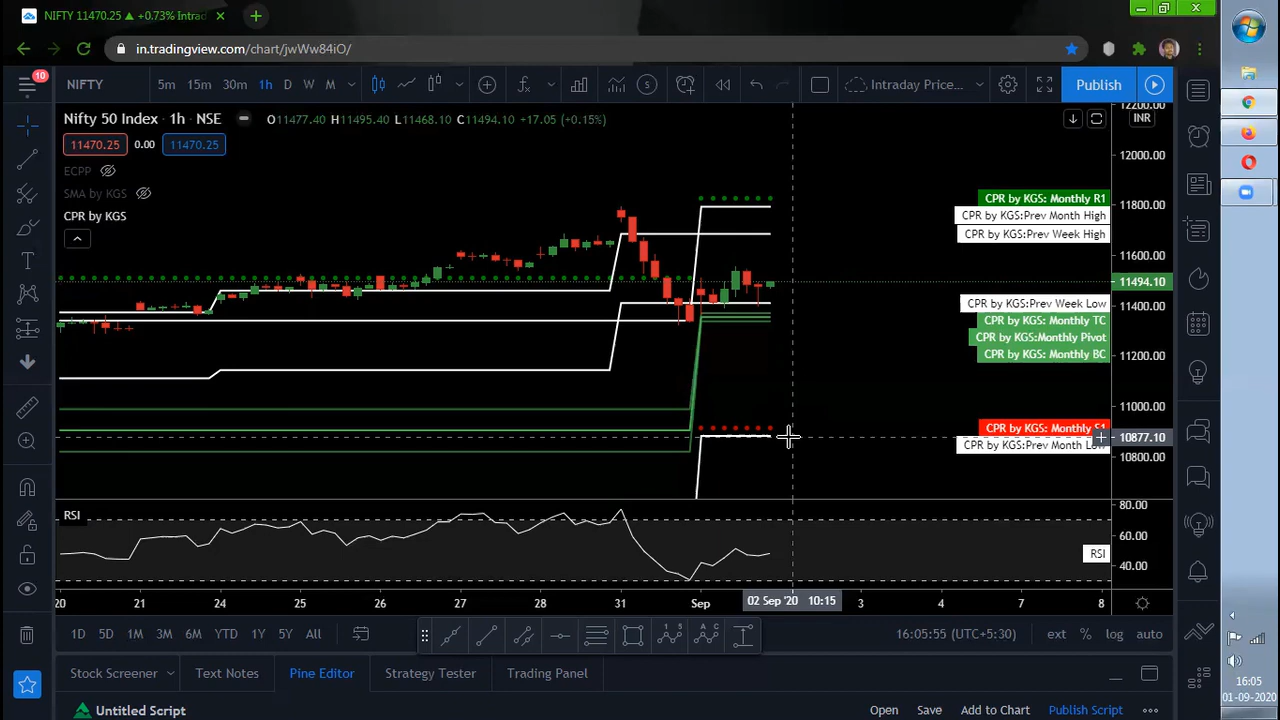 NIFTY 11470.25 ▲ +0.73% Intrad
in.tradingview.com/chart/jwWw84iO/
10
NIFTY 5m 15m 30m 1h D W M Intraday Price... Publish
Nifty 50 Index · 1h · NSE O11477.40 H11495.40 L11468.10 C11494.10 +17.05 (+0.15%)
INR
11470.25 0.00 11470.25
ECPP
SMA by KGS
CPR by KGS
12200.00
12000.00
11800.00
11600.00
11494.10
11400.00
11200.00
11000.00
10877.10
10800.00
CPR by KGS: Monthly R1
CPR by KGS:Prev Month High
CPR by KGS:Prev Week High
CPR by KGS:Prev Week Low
CPR by KGS: Monthly TC
CPR by KGS:Monthly Pivot
CPR by KGS: Monthly BC
CPR by KGS: Monthly S1
CPR by KGS:Prev Month Low
RSI
80.00
60.00
RSI
40.00
20 21 24 25 26 27 28 31 Sep 02 Sep '20 10:15 3 4 7 8
1D 5D 1M 3M 6M YTD 1Y 5Y All 16:05:55 (UTC+5:30) ext % log auto
Stock Screener Text Notes Pine Editor Strategy Tester Trading Panel
Untitled Script Open Save Add to Chart Publish Script
16:05
01-09-2020